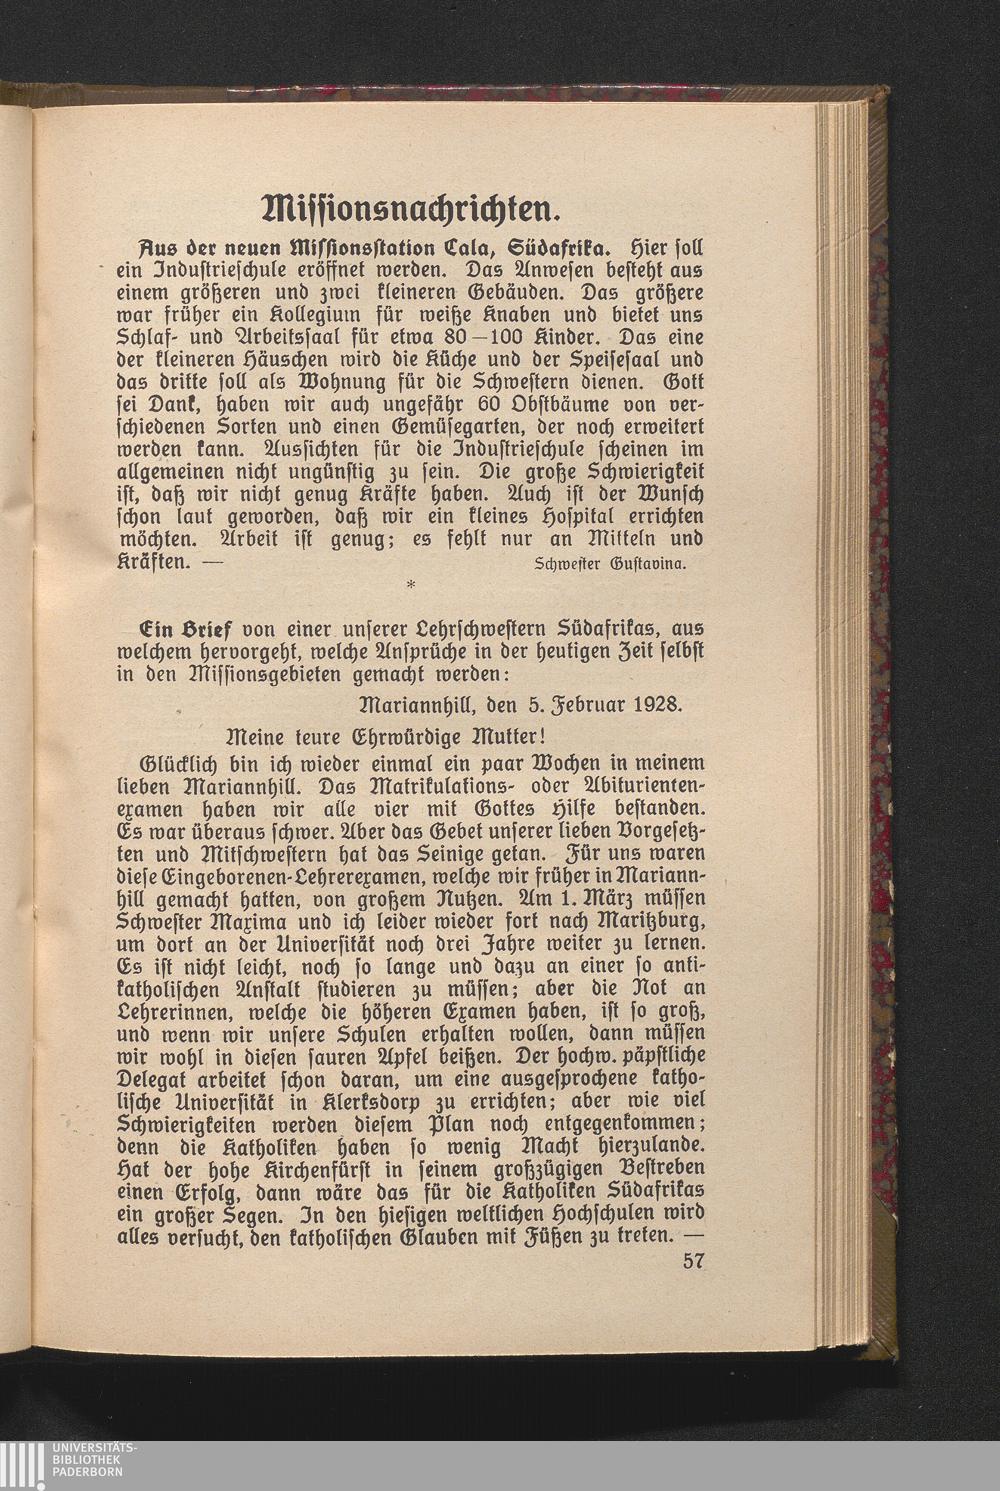 Missionsnachrichten.
Aus der neuen Missionsstation Cala, Südafrika. Hier soll
ein Industrieschule eröffnet werden. Das Anwesen besteht aus
einem größeren und zwei kleineren Gebäuden. Das größere
war früher ein Kollegium für weiße Knaben und bietet uns
Schlaf- und Arbeitssaal für etwa 80—100 Kinder. Das eine
der kleineren Häuschen wird die Küche und der Speisesaal und
das dritte soll als Wohnung für die Schwestern dienen. Gott
sei Dank, haben wir auch ungefähr 60 Obstbäume von ver-
schiedenen Sorten und einen Gemüsegarten, der noch erweitert
werden kann. Aussichten für die Industrieschule scheinen im
allgemeinen nicht ungünstig zu sein. Die große Schwierigkeit
ist, daß wir nicht genug Kräfte haben. Auch ist der Wunsch
schon laut geworden, daß wir ein kleines Hospital errichten
möchten. Arbeit ist genug; es fehlt nur an Mitteln und
Kräften. — Schwester Gustavina.
*
Ein Brief von einer unserer Lehrschwestern Südafrikas, aus
welchem hervorgeht, welche Ansprüche in der heutigen Zeit selbst
in den Missionsgebieten gemacht werden:
Mariannhill, den 5. Februar 1928.
Meine teure Ehrwürdige Mutter!
Glücklich bin ich wieder einmal ein paar Wochen in meinem
lieben Mariannhill. Das Matrikulations- oder Abiturienten-
examen haben wir alle vier mit Gottes Hilfe bestanden.
Es war überaus schwer. Aber das Gebet unserer lieben Vorgesetz-
ten und Mitschwestern hat das Seinige getan. Für uns waren
diese Eingeborenen-Lehrerexamen, welche wir früher in Mariann-
hill gemacht hatten, von großem Nutzen. Am 1. März müssen
Schwester Maxima und ich leider wieder fort nach Maritzburg,
um dort an der Universität noch drei Jahre weiter zu lernen.
Es ist nicht leicht, noch so lange und dazu an einer so anti-
katholischen Anstalt studieren zu müssen; aber die Not an
Lehrerinnen, welche die höheren Examen haben, ist so groß,
und wenn wir unsere Schulen erhalten wollen, dann müssen
wir wohl in diesen sauren Apfel beißen. Der hochw. päpstliche
Delegat arbeitet schon daran, um eine ausgesprochene katho-
lische Universität in Klerksdorp zu errichten; aber wie viel
Schwierigkeiten werden diesem Plan noch entgegenkommen;
denn die Katholiken haben so wenig Macht hierzulande.
Hat der hohe Kirchenfürst in seinem großzügigen Bestreben
einen Erfolg, dann wäre das für die Katholiken Südafrikas
ein großer Segen. In den hiesigen weltlichen Hochschulen wird
alles versucht, den katholischen Glauben mit Füßen zu treten. —
57
UNIVERSITÄTS-
BIBLIOTHEK
PADERBORN